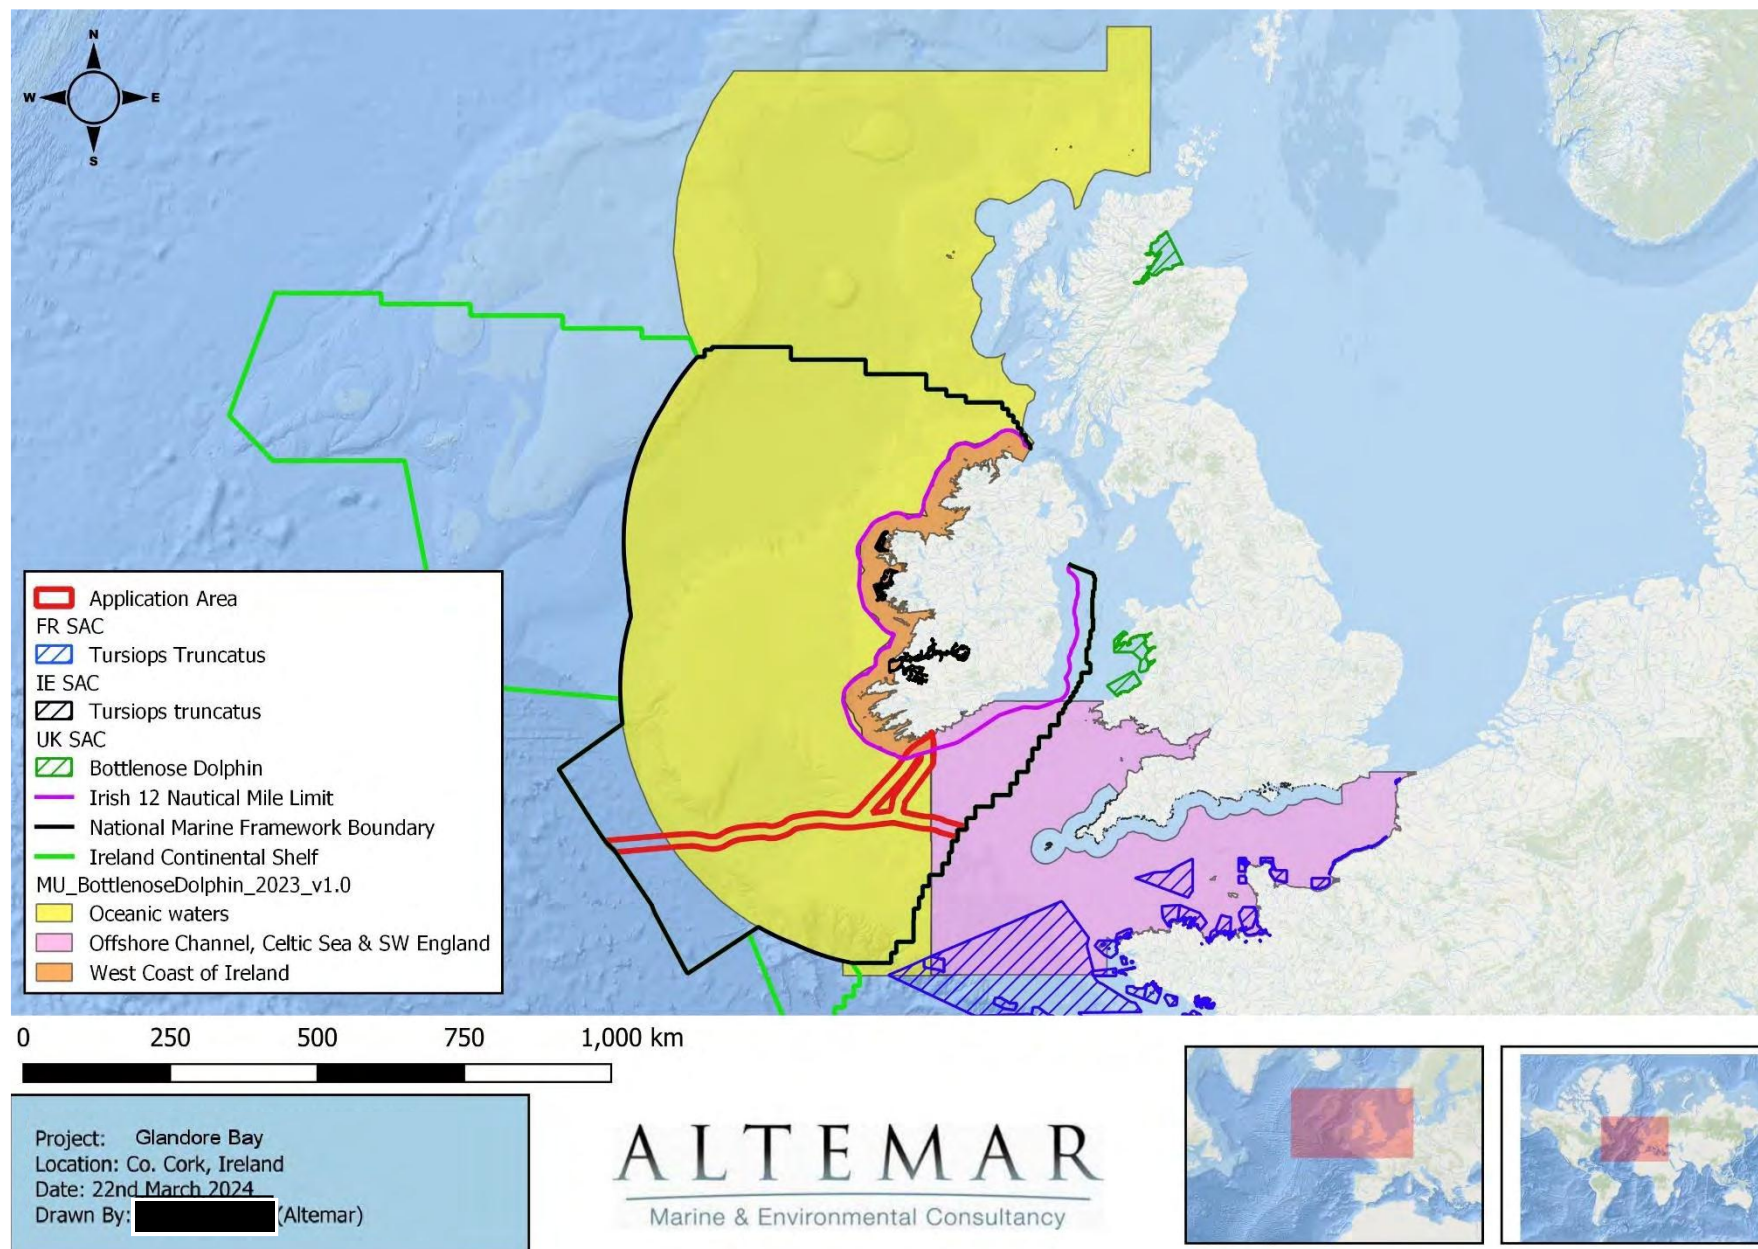 N
W E
S
Application Area
FR SAC
Tursiops Truncatus
IE SAC
Tursiops truncatus
UK SAC
Bottlenose Dolphin
Irish 12 Nautical Mile Limit
National Marine Framework Boundary
Ireland Continental Shelf
MU_BottlenoseDolphin_2023_v1.0
Oceanic waters
Offshore Channel, Celtic Sea & SW England
West Coast of Ireland
0 250 500 750 1,000 km
Project: Glandore Bay
Location: Co. Cork, Ireland
Date: 22nd March 2024
Drawn By: (Altemar)
ALTEMAR
Marine & Environmental Consultancy